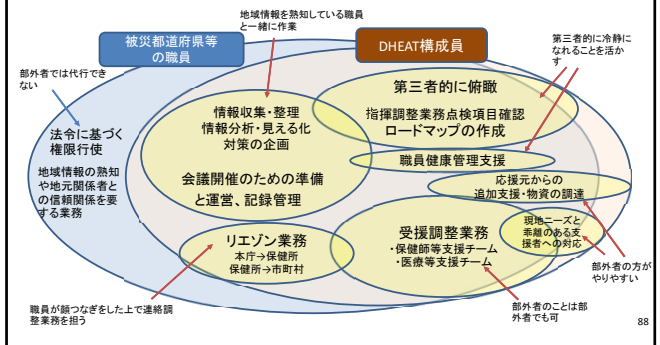 地域情報を熟知している職員
と一緒に作業
被災都道府県等
の職員
DHEAT構成員
第三者的に冷静に
なれることを活か
す
部外者では代行でき
ない
第三者的に俯瞰
指揮調整業務点検項目確認
ロードマップの作成
情報収集・整理
情報分析・見える化
対策の企画
会議開催のための準備
と運営、記録管理
法令に基づく
権限行使
地域情報の熟知
や地元関係者と
の信頼関係を要
する業務
職員健康管理支援
応援元からの
追加支援・物資の調達
現地ニーズと
乖離のある支
援者への対応
リエゾン業務
本庁→保健所
保健所→市町村
受援調整業務
・保健師等支援チーム
・医療等支援チーム
部外者の方が
やりやすい
職員が顔つなぎをした上で連絡調
整業務を担う
部外者のことは部
外者でも可
88